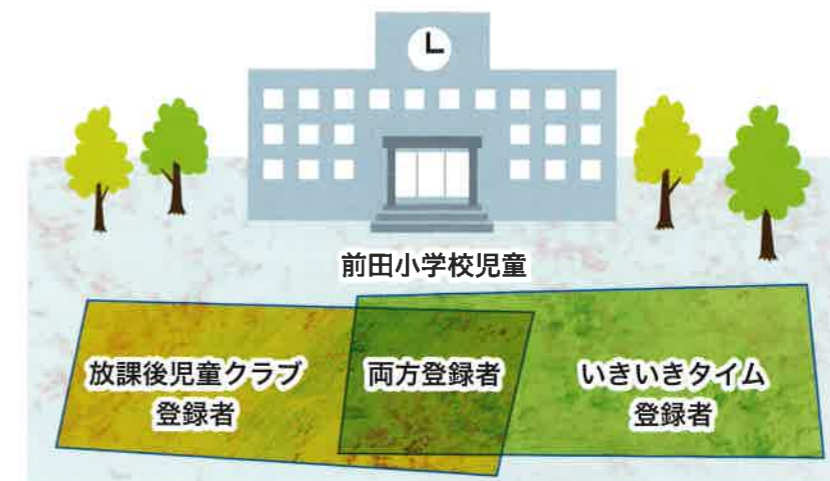 前田小学校児童
放課後児童クラブ
登録者
両方登録者
いきいきタイム
登録者